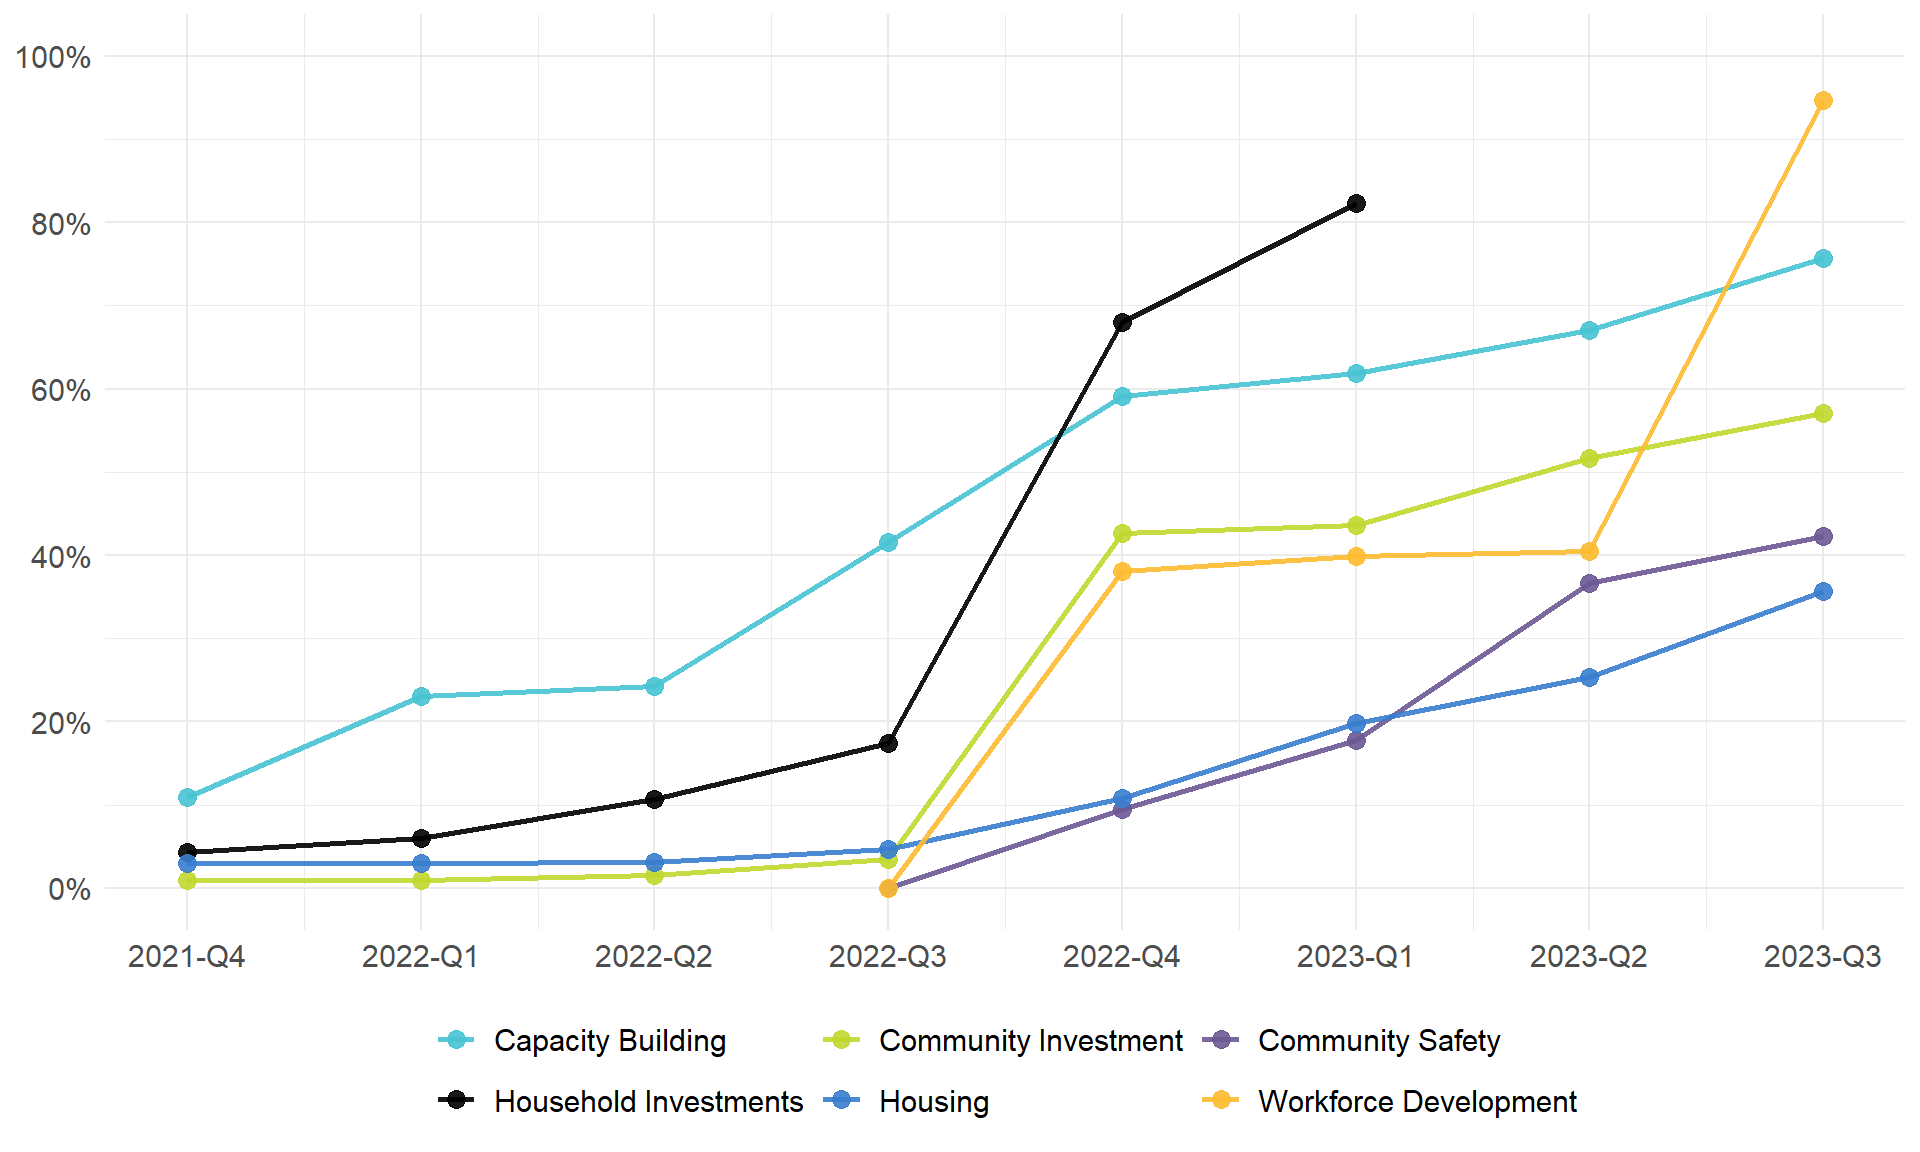 100%
80%
60%
40%
20%
0%
2021-Q4 2022-Q1 2022-Q2 2022-Q3 2022-Q4 2023-Q1 2023-Q2 2023-Q3
Capacity Building Community Investment Community Safety
Household Investments Housing Workforce Development